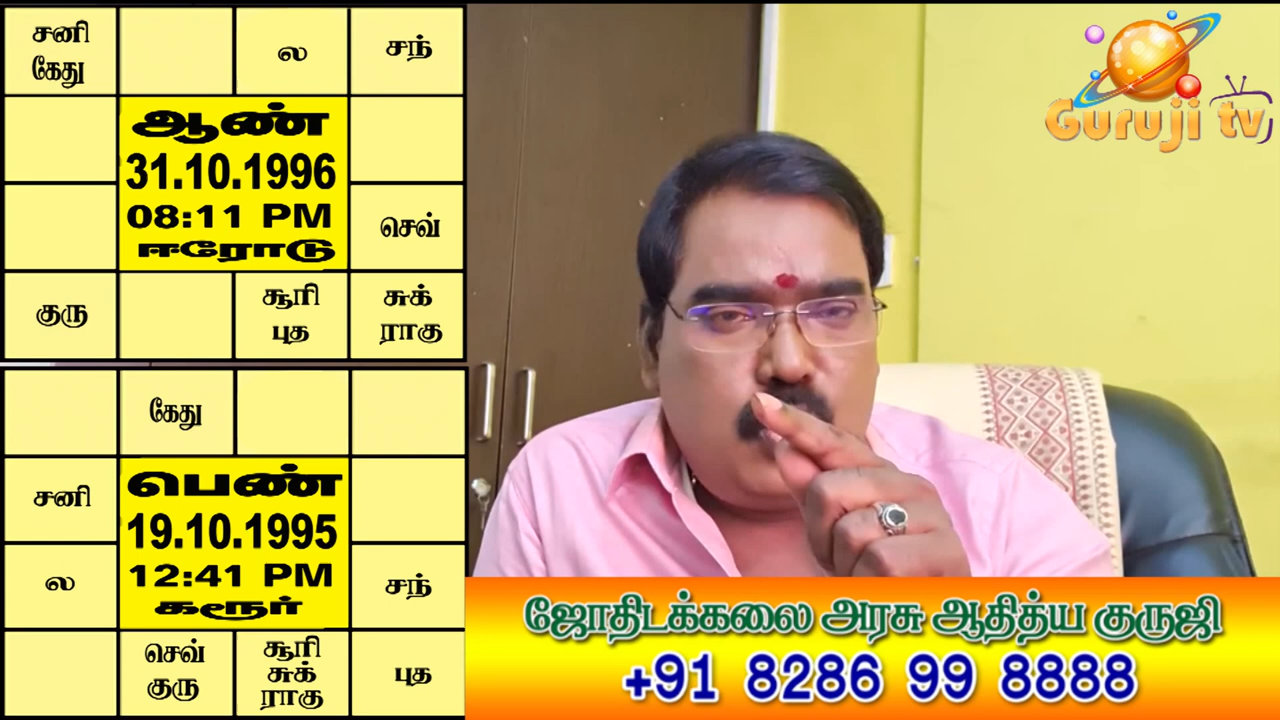 சனி
கேது
ல
சந்
ஆண்
31.10.1996
08:11 PM
ஈரோடு
செவ்
குரு
சூரி
புத
சுக்
ராகு
கேது
சனி
பெண்
19.10.1995
12:41 PM
கரூர்
ல
சந்
செவ்
குரு
சூரி
சுக்
ராகு
புத
Guruji tv
ஜோதிடக்கலை அரசு ஆதித்ய குருஜி
+91 8286 99 8888